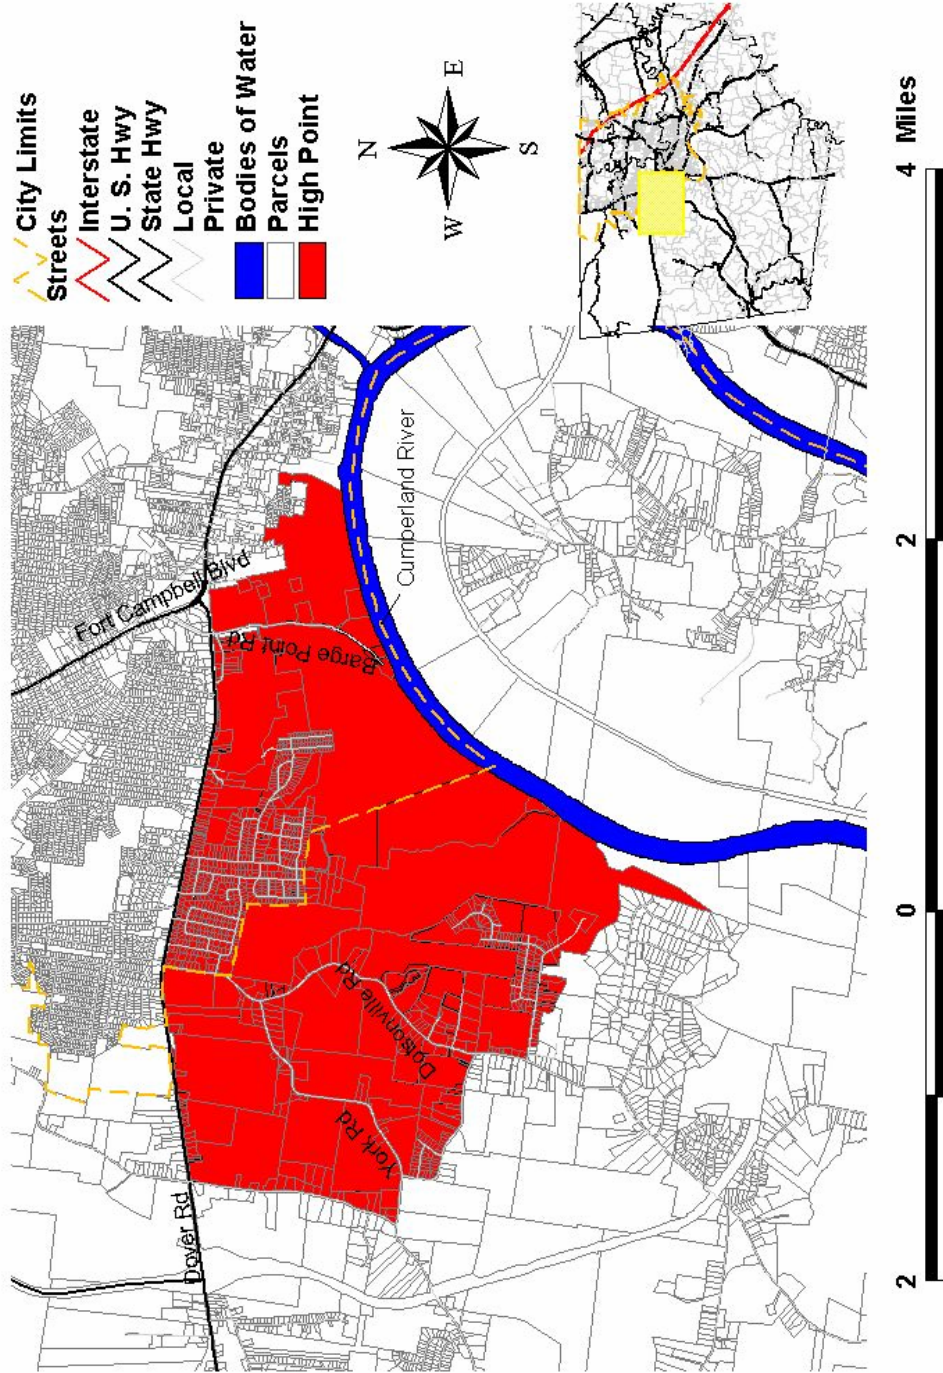 City Limits
Streets
Interstate
U. S. Hwy
State Hwy
Local
Private
Bodies of Water
Parcels
High Point
N
W
E
S
Fort Campbell Blvd
Barge Point Rd
Cumberland River
Dotsonville Rd
York Rd
Dover Rd
2
0
2
4 Miles